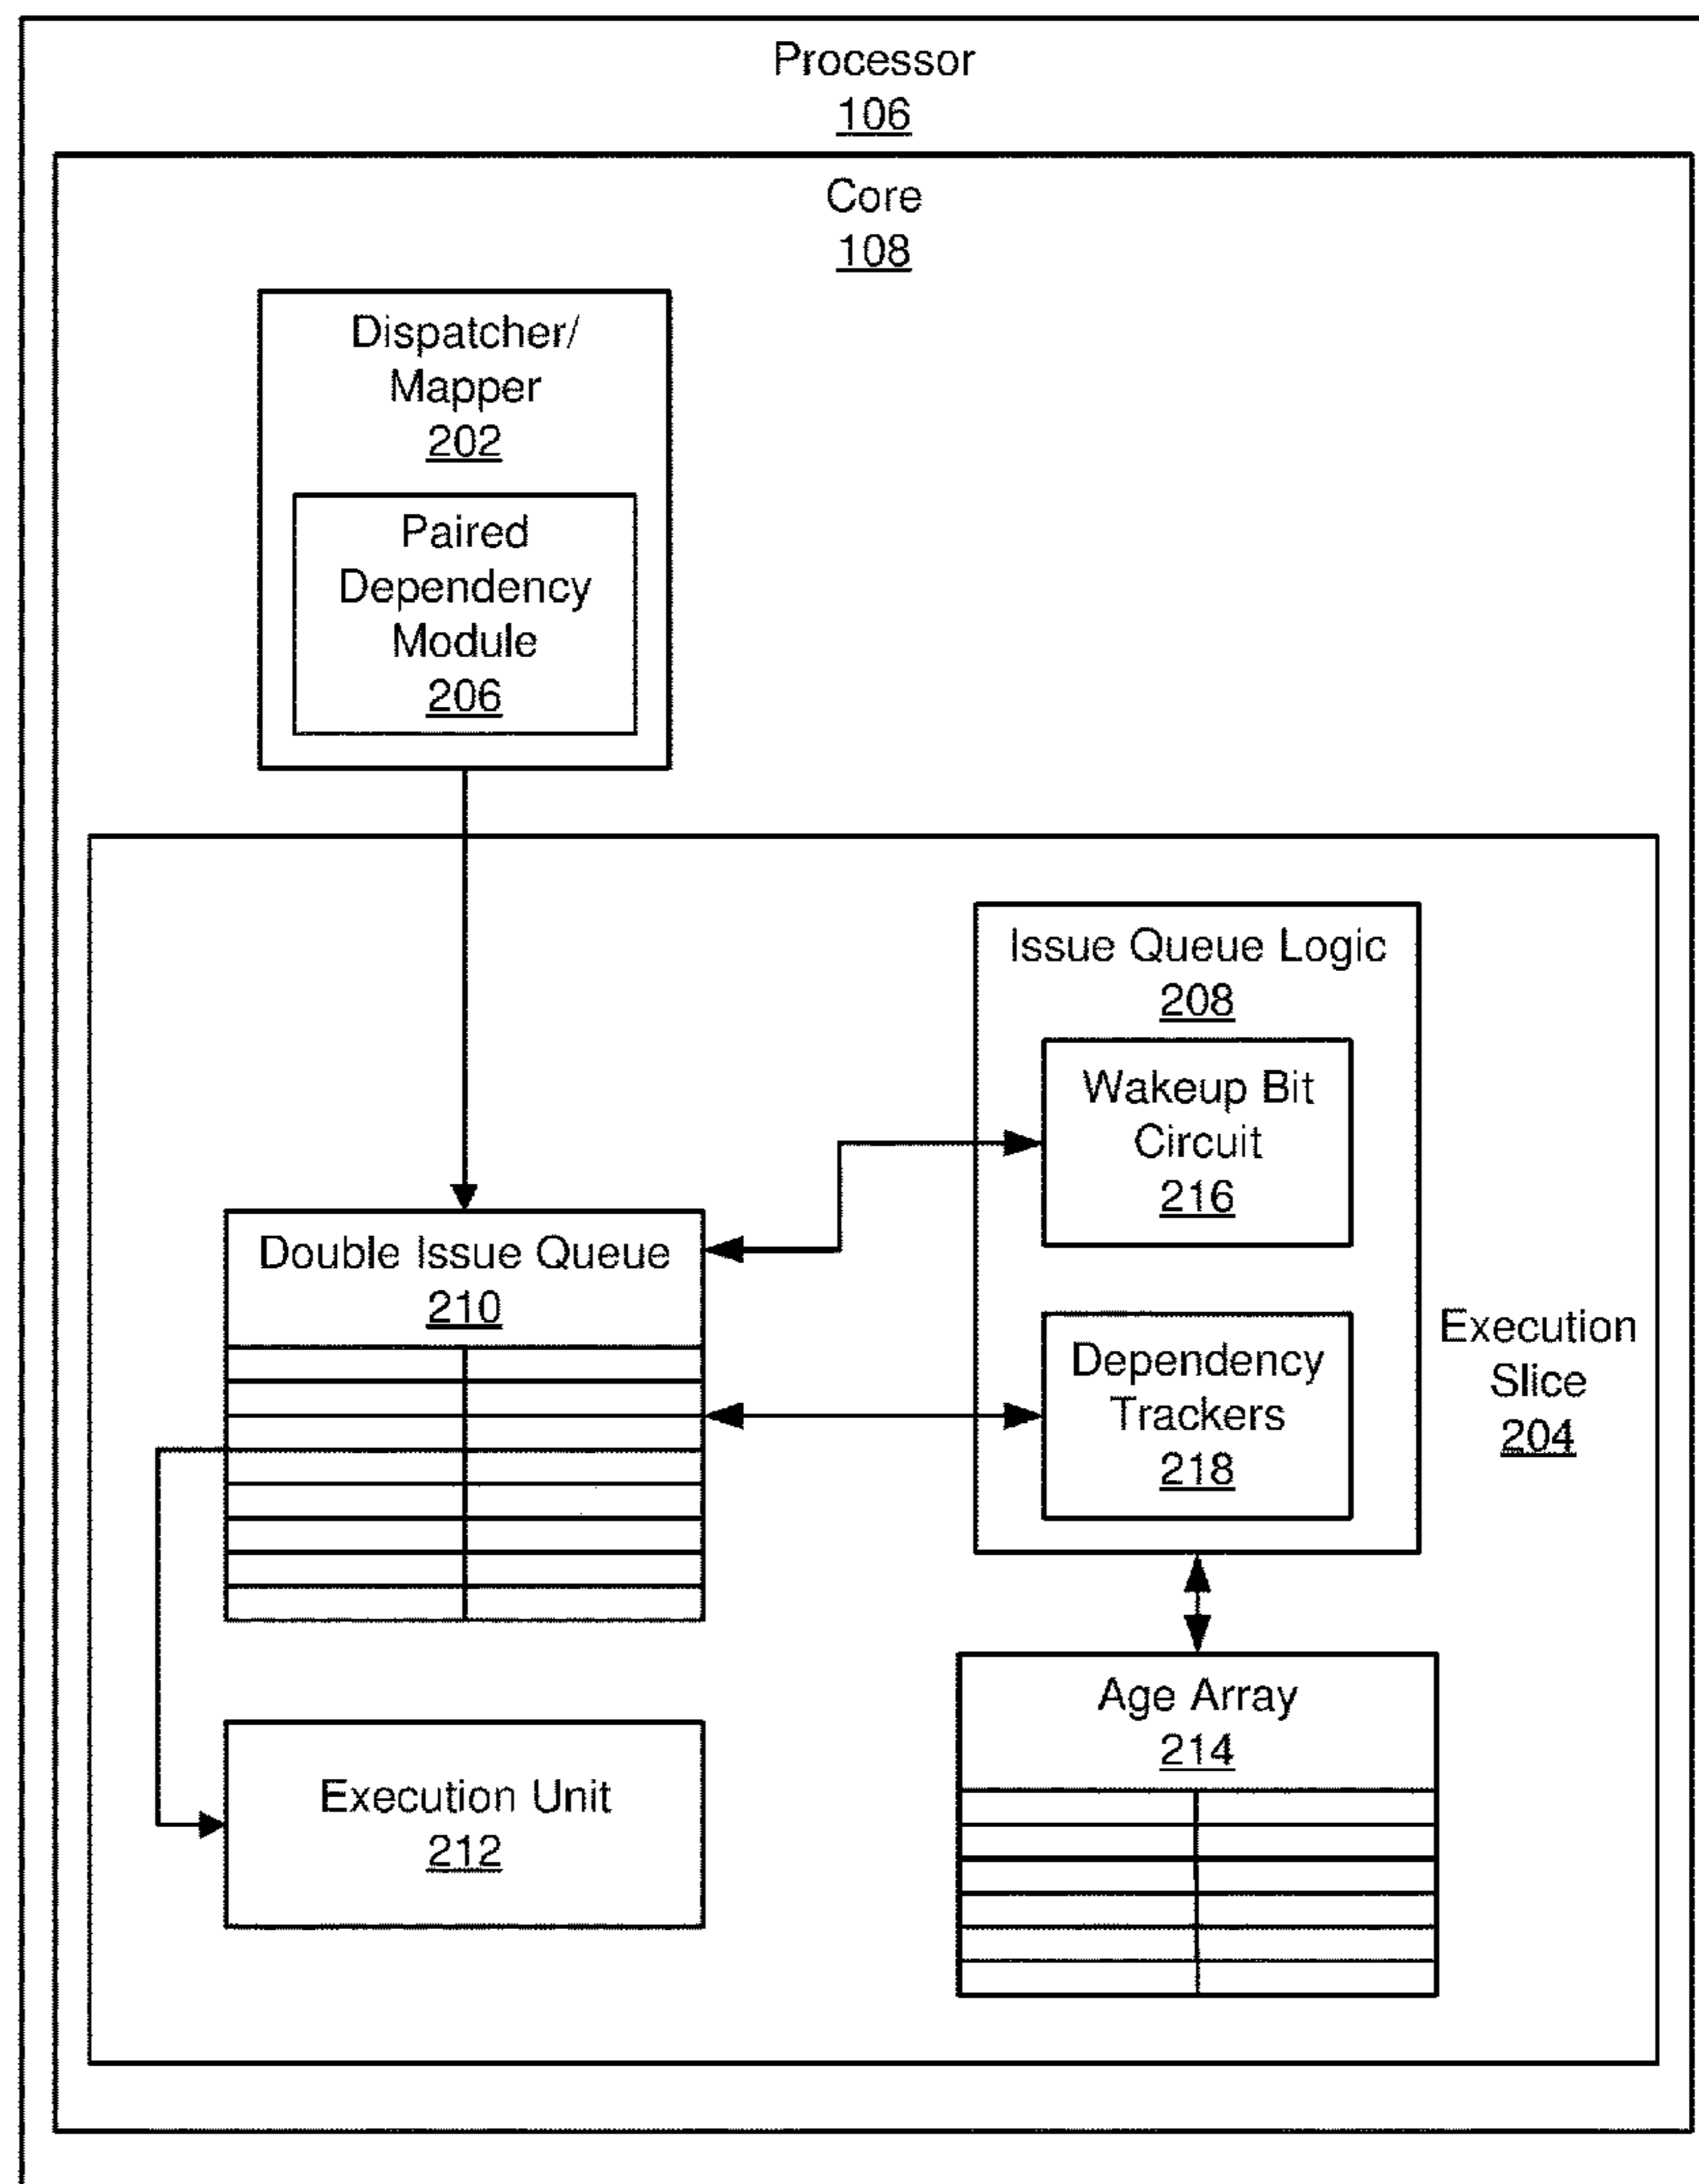 Processor
106
Core
108
Dispatcher/
Mapper
202
Paired
Dependency
Module
206
Issue Queue Logic
208
Wakeup Bit
Circuit
216
Double Issue Queue
210
Dependency
Trackers
218
Execution
Slice
204
Age Array
214
Execution Unit
212